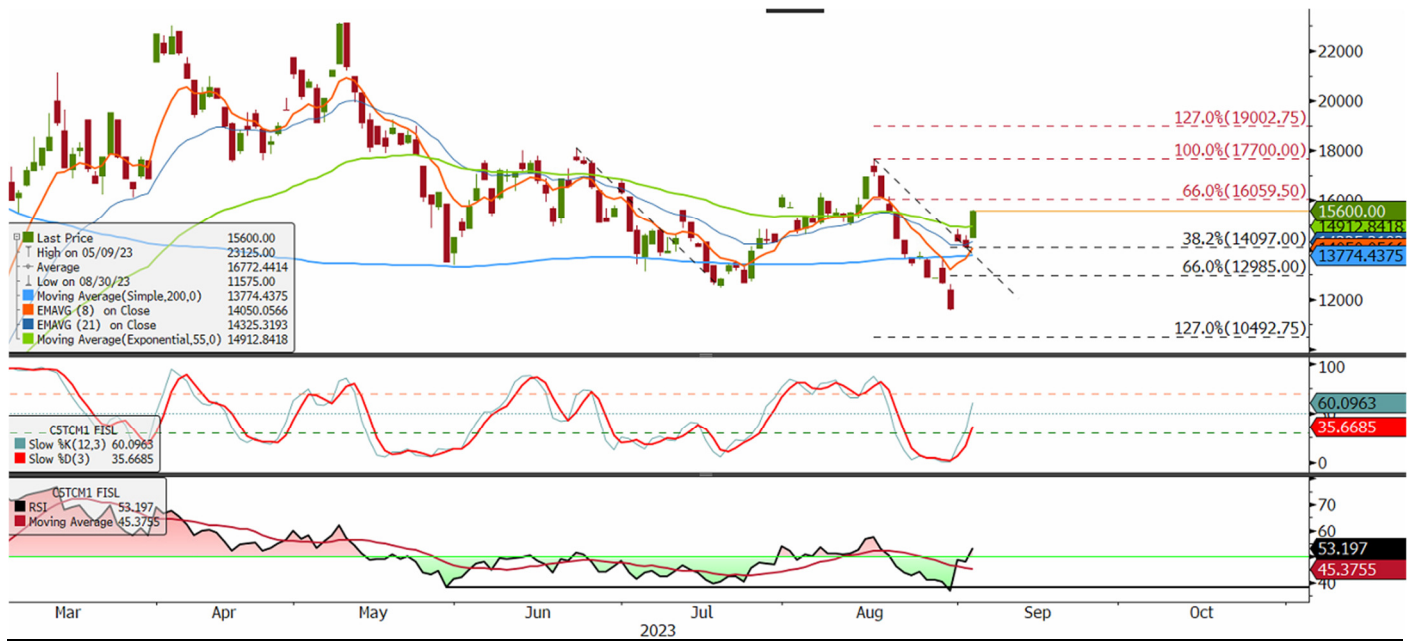 22000
20000
18000
16000
12000
127.0%(19002.75)
100.0%(17700.00)
66.0%(16059.50)
38.2%(14097.00)
66.0%(12985.00)
127.0%(10492.75)
15600.00
14912.8418
13774.4375
Last Price 15600.00
High on 05/09/23 23125.00
Average 16772.4414
Low on 08/30/23 11575.00
Moving Average(Simple,200,0) 13774.4375
EMAVG (8) on Close 14050.0566
EMAVG (21) on Close 14325.3193
Moving Average(Exponential,55,0) 14912.8418
100
60.0963
35.6685
0
C5TCM1 FISL
Slow %K(12,3) 60.0963
Slow %D(3) 35.6685
C5TCM1 FISL
RSI 53.197
Moving Average 45.3755
70
60
53.197
45.3755
40
Mar Apr May Jun Jul Aug Sep Oct
2023